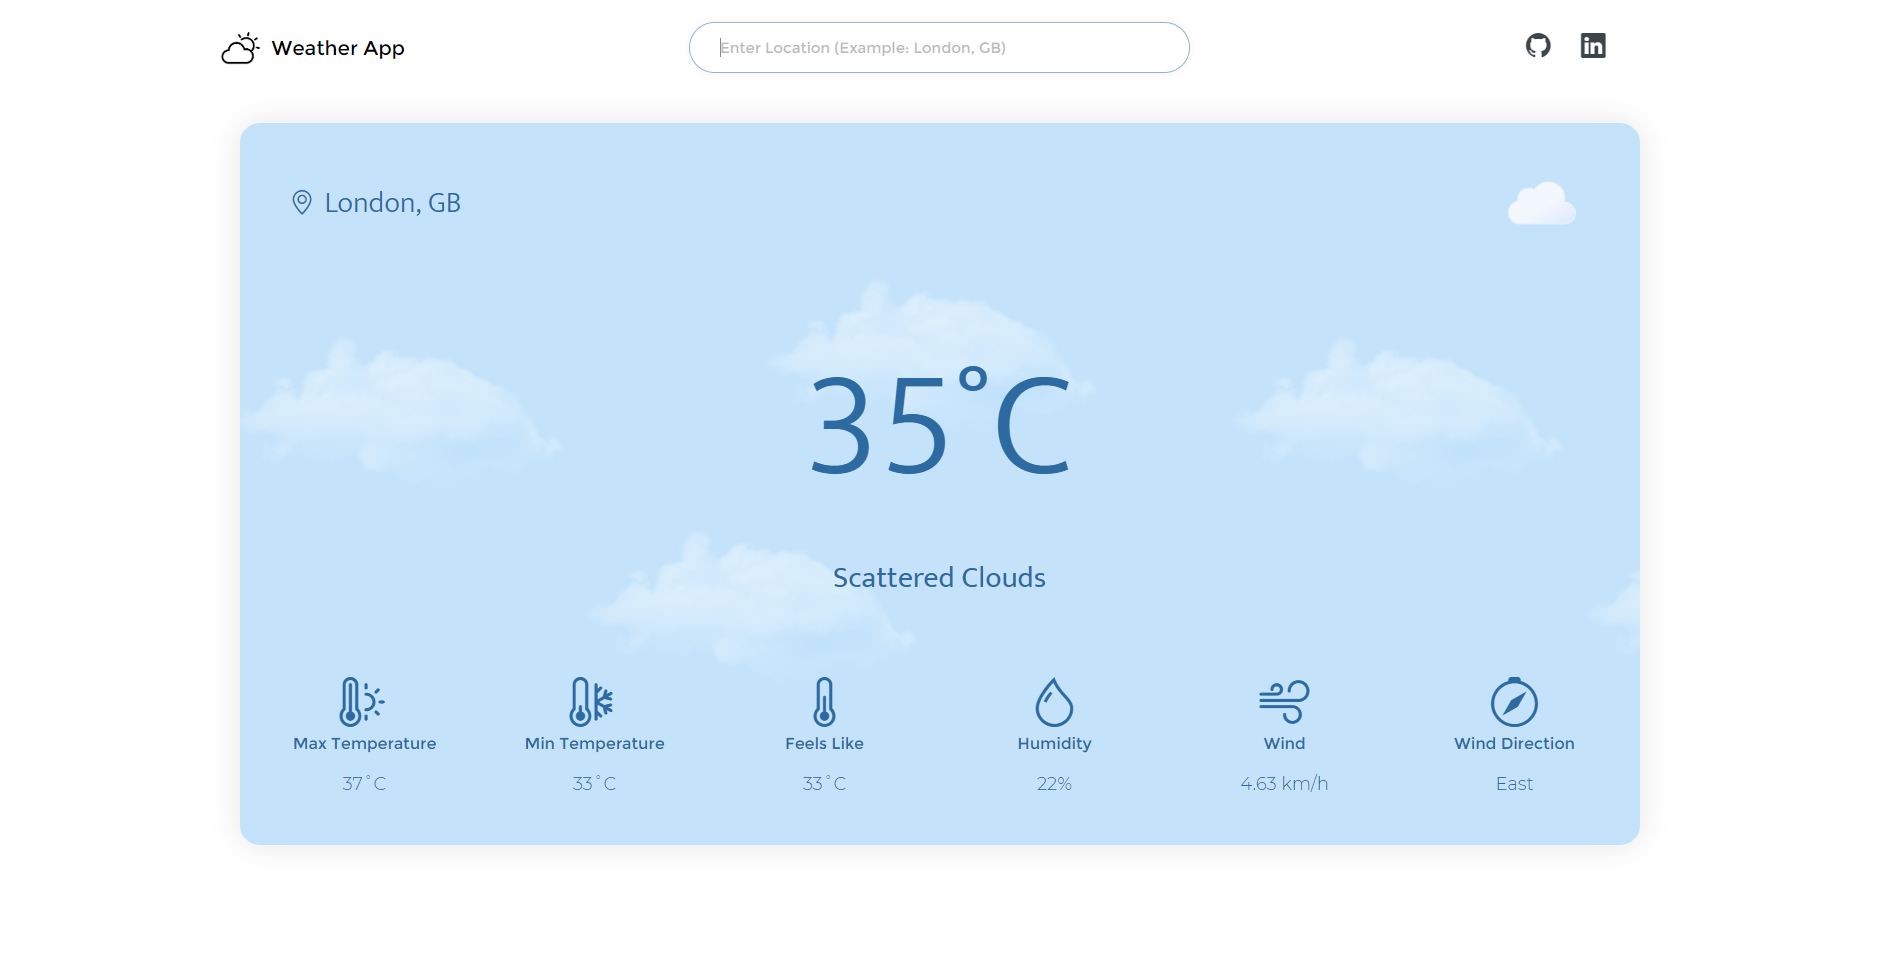 Weather App
Enter Location (Example: London, GB)
London, GB
35°C
Scattered Clouds
Max Temperature
37°C
Min Temperature
33°C
Feels Like
33°C
Humidity
22%
Wind
4.63 km/h
Wind Direction
East